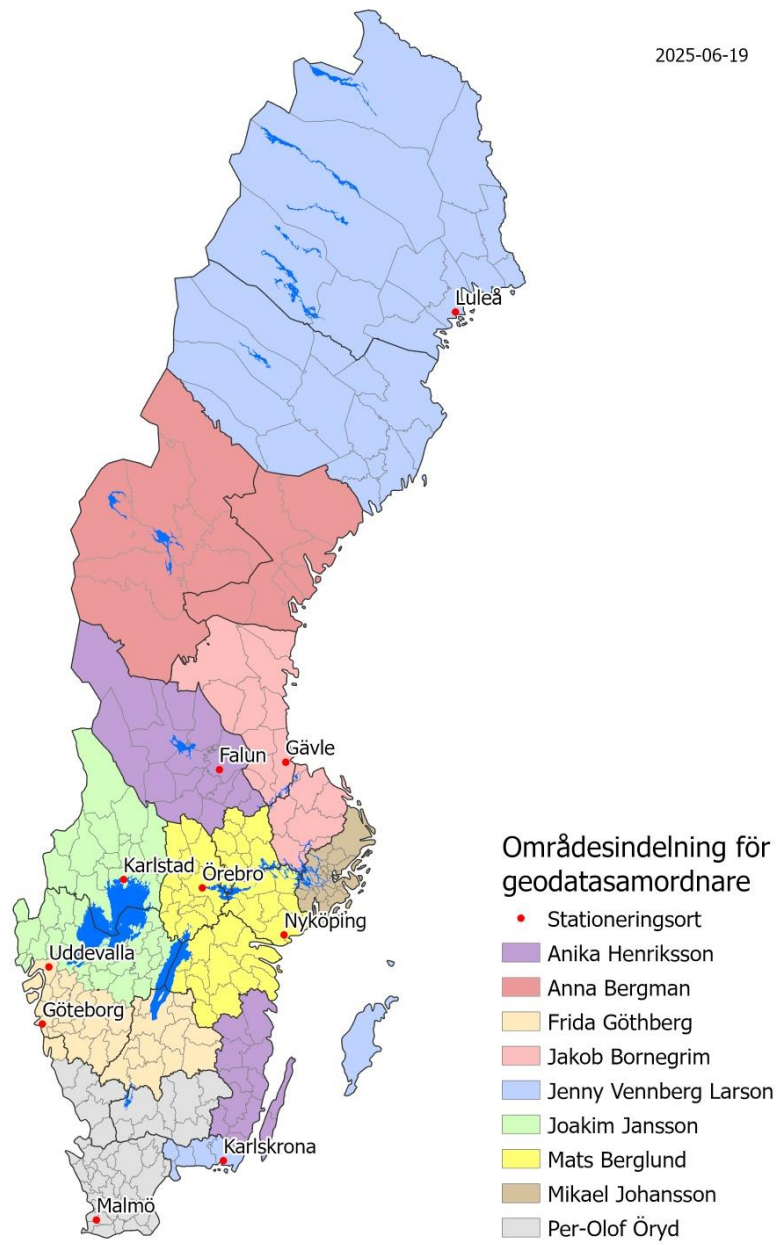 2025-06-19
Luleå
Falun
Gävle
Karlstad
Örebro
Nyköping
Uddevalla
Göteborg
Karlskrona
Malmö
Områdesindelning för
geodatasamordnare
Stationeringsort
Anika Henriksson
Anna Bergman
Frida Göthberg
Jakob Bornegrim
Jenny Vennberg Larson
Joakim Jansson
Mats Berglund
Mikael Johansson
Per-Olof Öryd